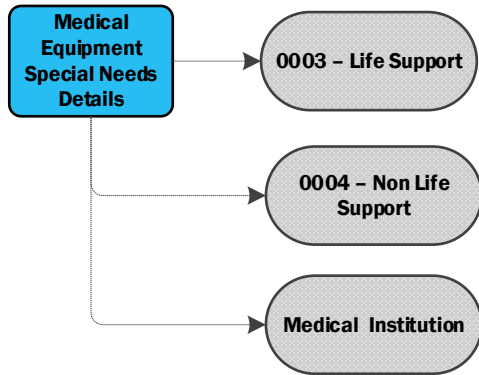 Medical
Equipment
Special Needs
Details
0003 – Life Support
0004 – Non Life
Support
Medical Institution